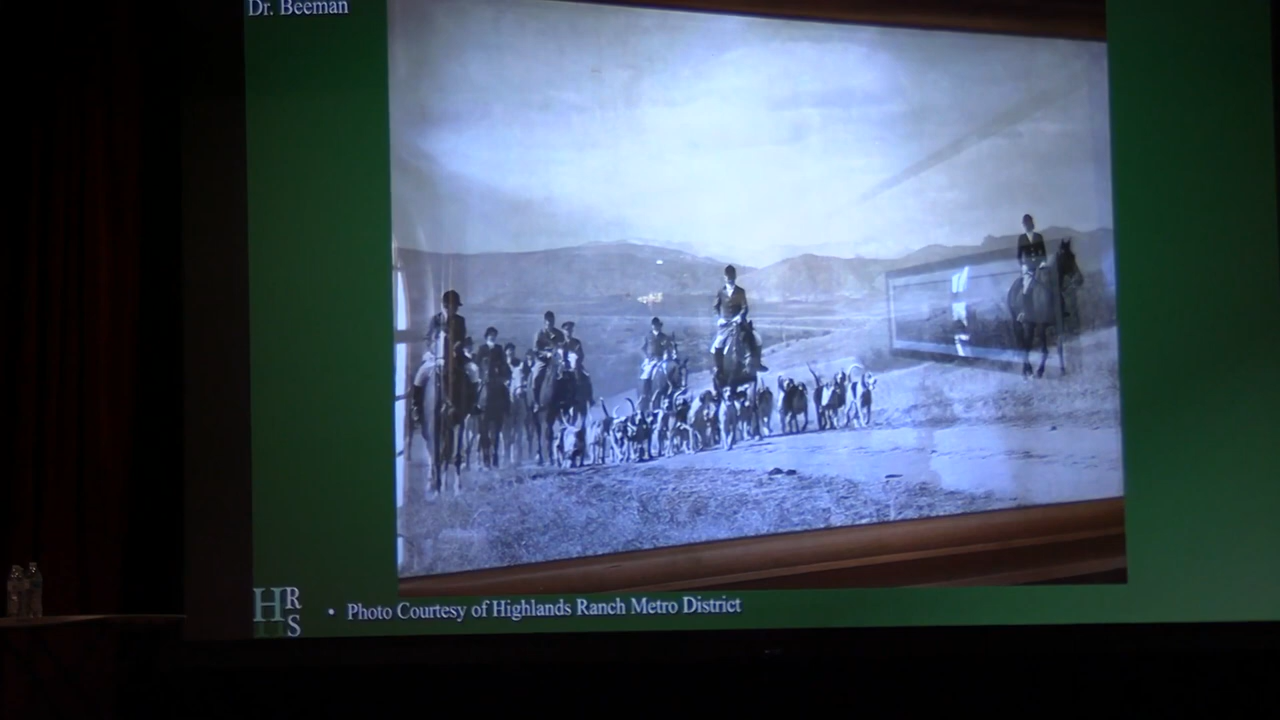 Dr. Beeman
HRS
• Photo Courtesy of Highlands Ranch Metro District